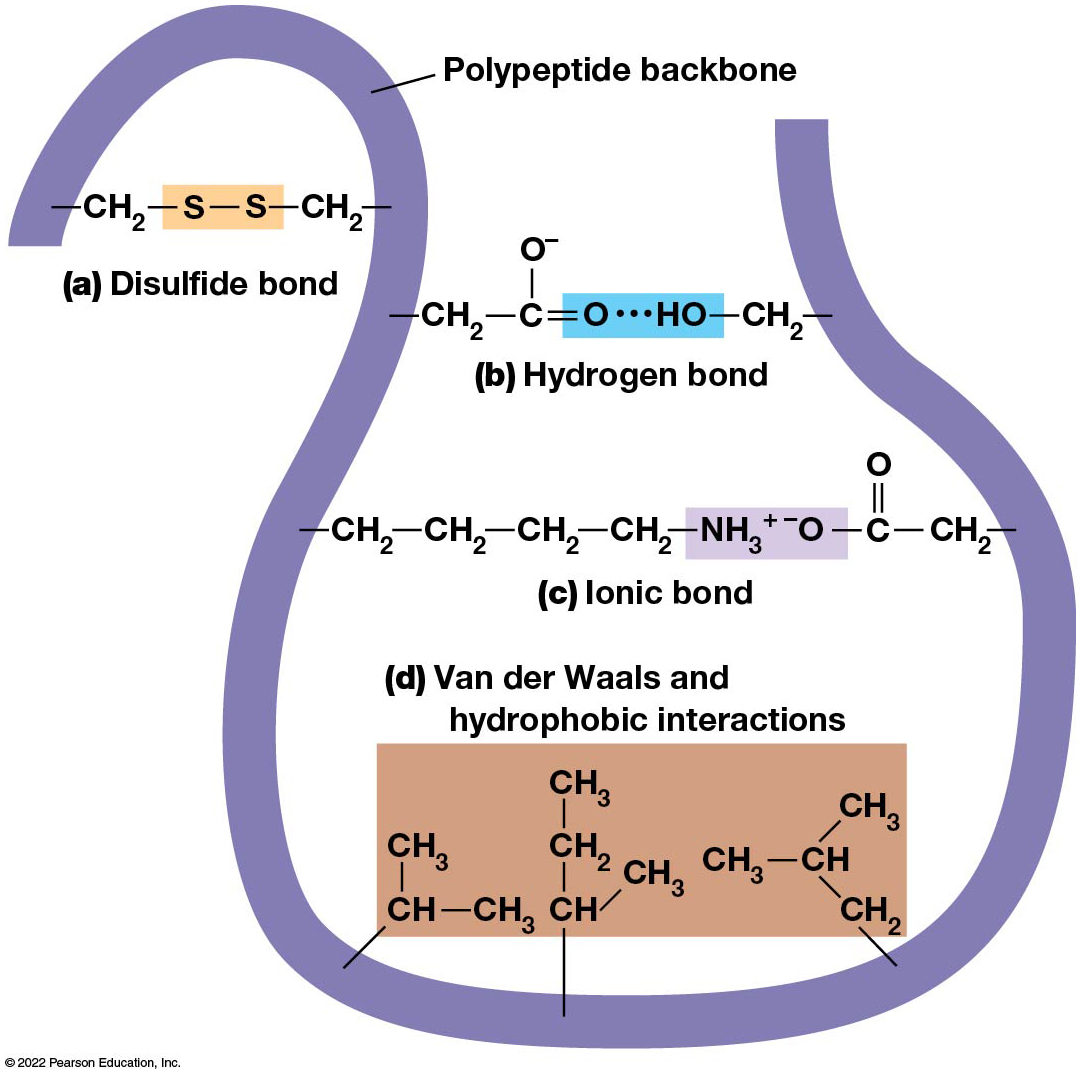 Polypeptide backbone
—CH₂—S—S—CH₂—
(a) Disulfide bond
O⁻
|
—CH₂—C=O•••HO—CH₂—
(b) Hydrogen bond
O
||
—CH₂—CH₂—CH₂—CH₂—NH₃⁺ ⁻O—C—CH₂—
(c) Ionic bond
(d) Van der Waals and
hydrophobic interactions
CH₃
CH—CH₃
CH₃
CH₂
CH₃
CH
CH₃
CH₃—CH
CH₂
© 2022 Pearson Education, Inc.